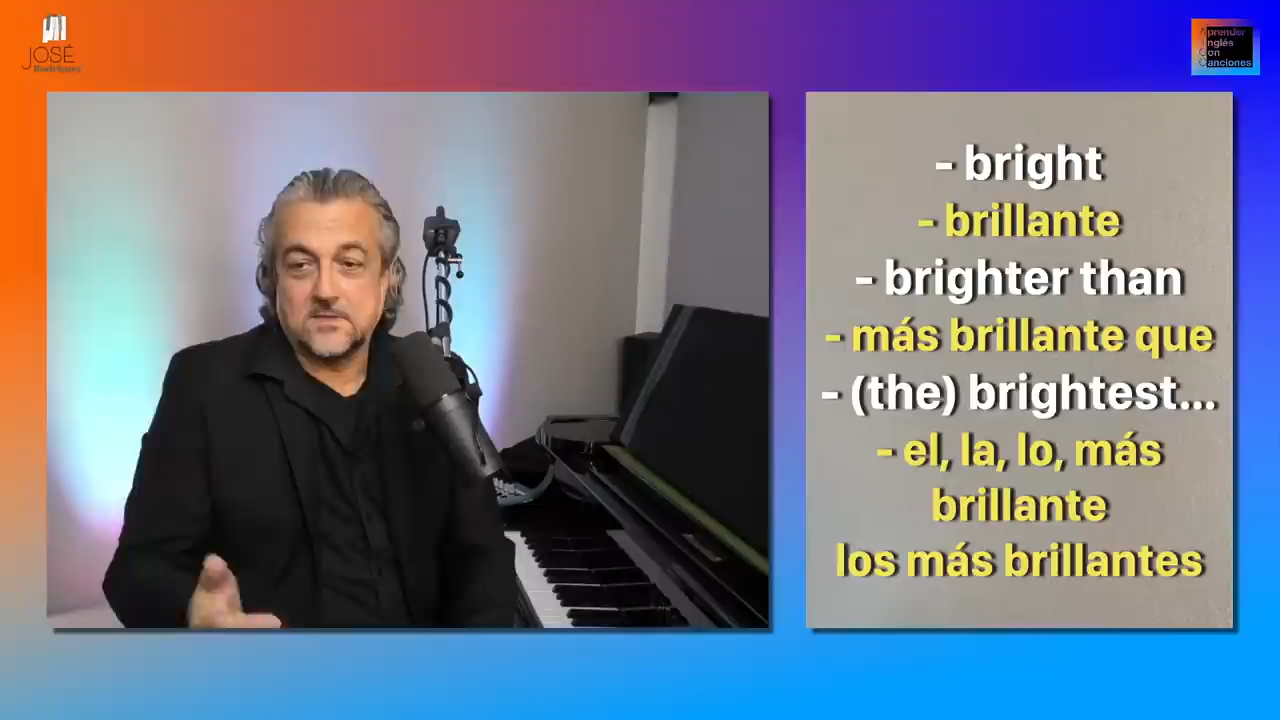 JOSÉ
Rodríguez
Aprender
Inglés
Con
Canciones
- bright
- brillante
- brighter than
- más brillante que
- (the) brightest...
- el, la, lo, más
brillante
los más brillantes